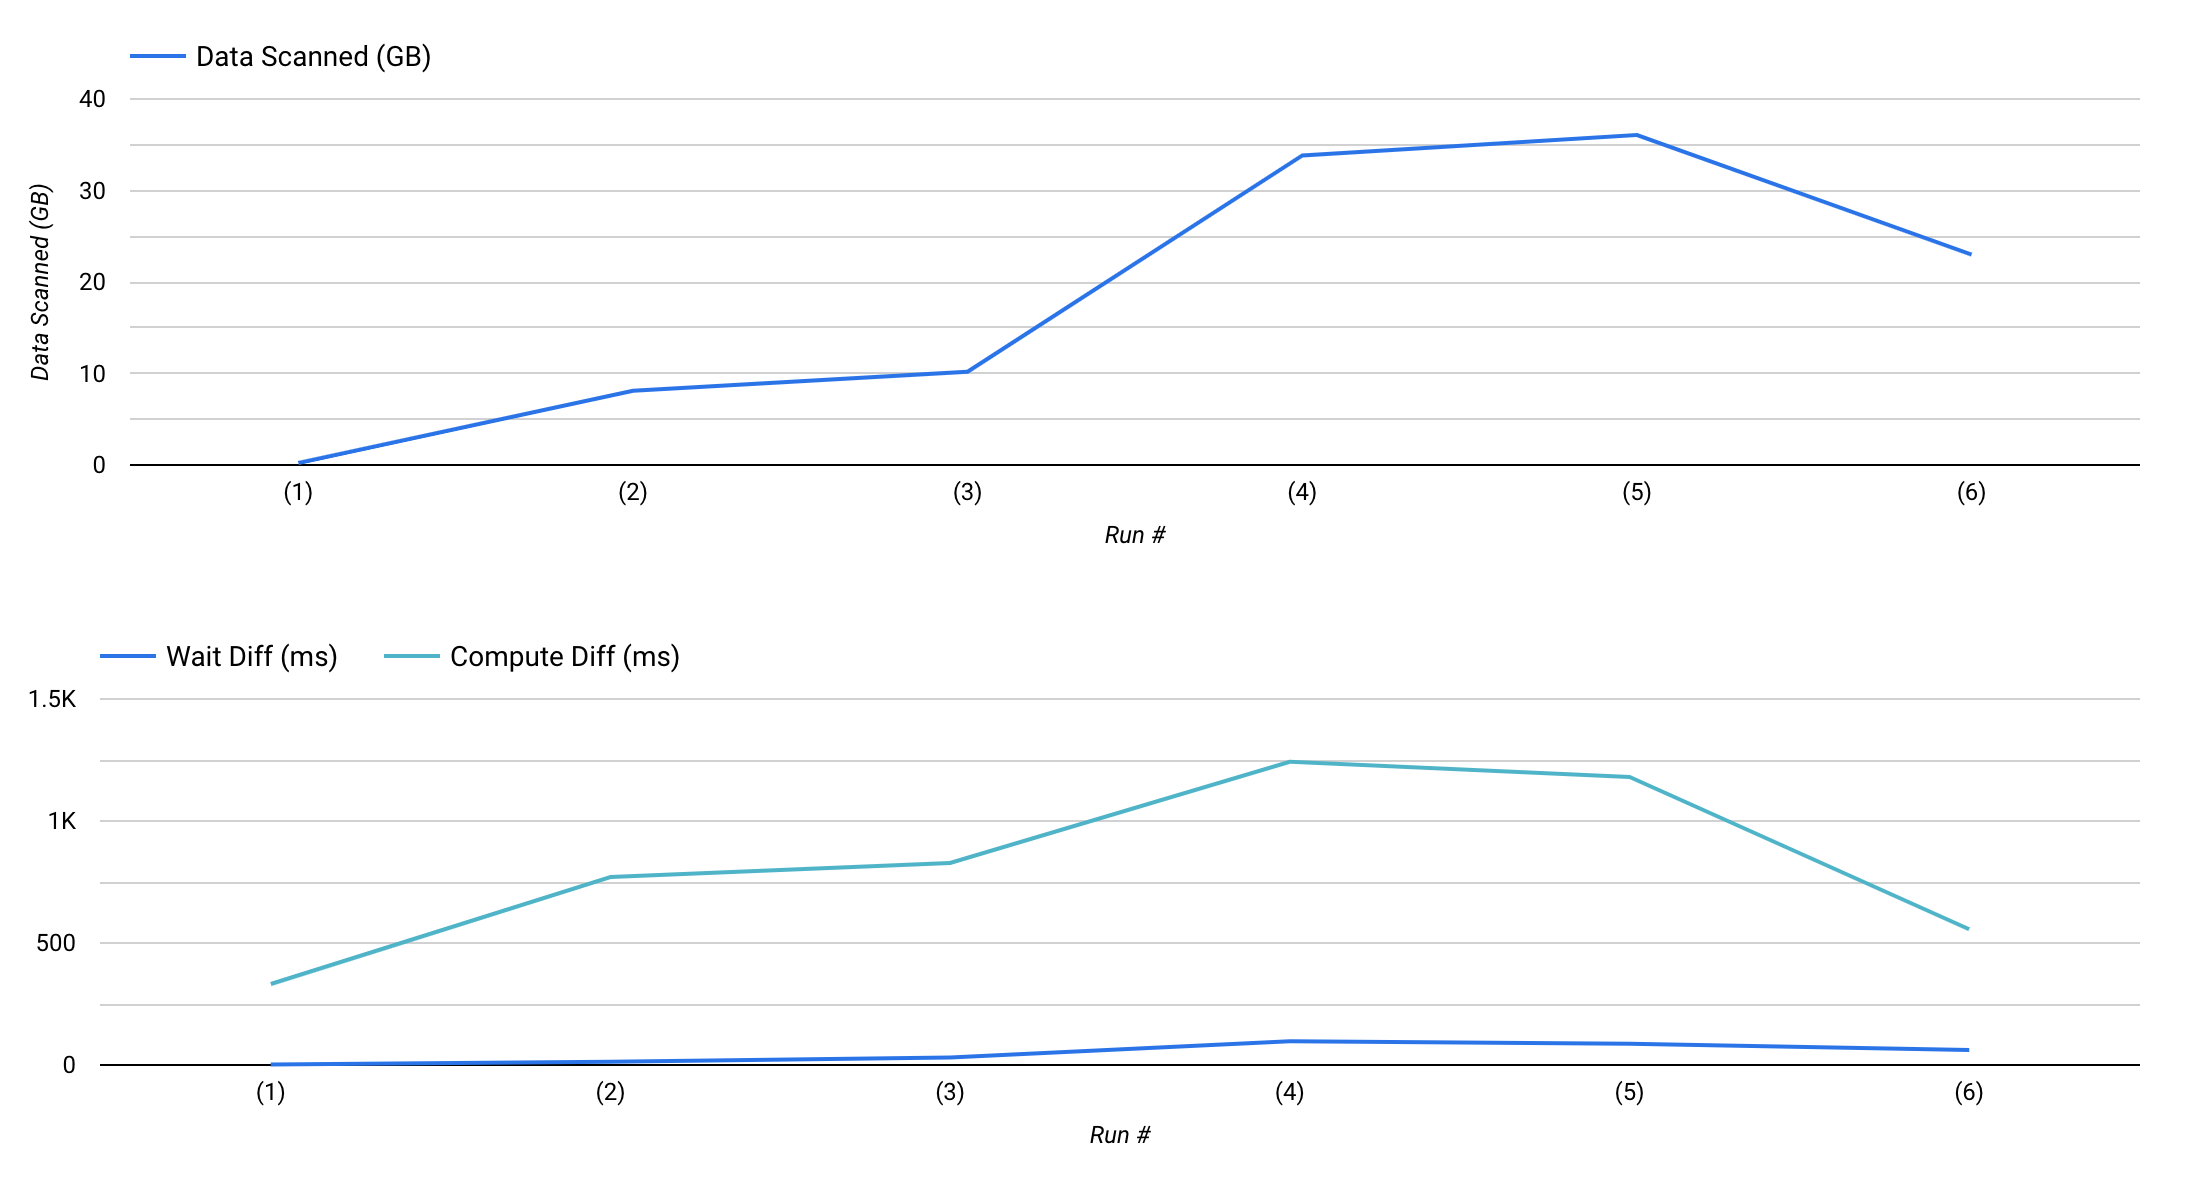 Data Scanned (GB)
40
30
20
10
0
Data Scanned (GB)
(1) (2) (3) (4) (5) (6)
Run #
Wait Diff (ms) Compute Diff (ms)
1.5K
1K
500
0
(1) (2) (3) (4) (5) (6)
Run #